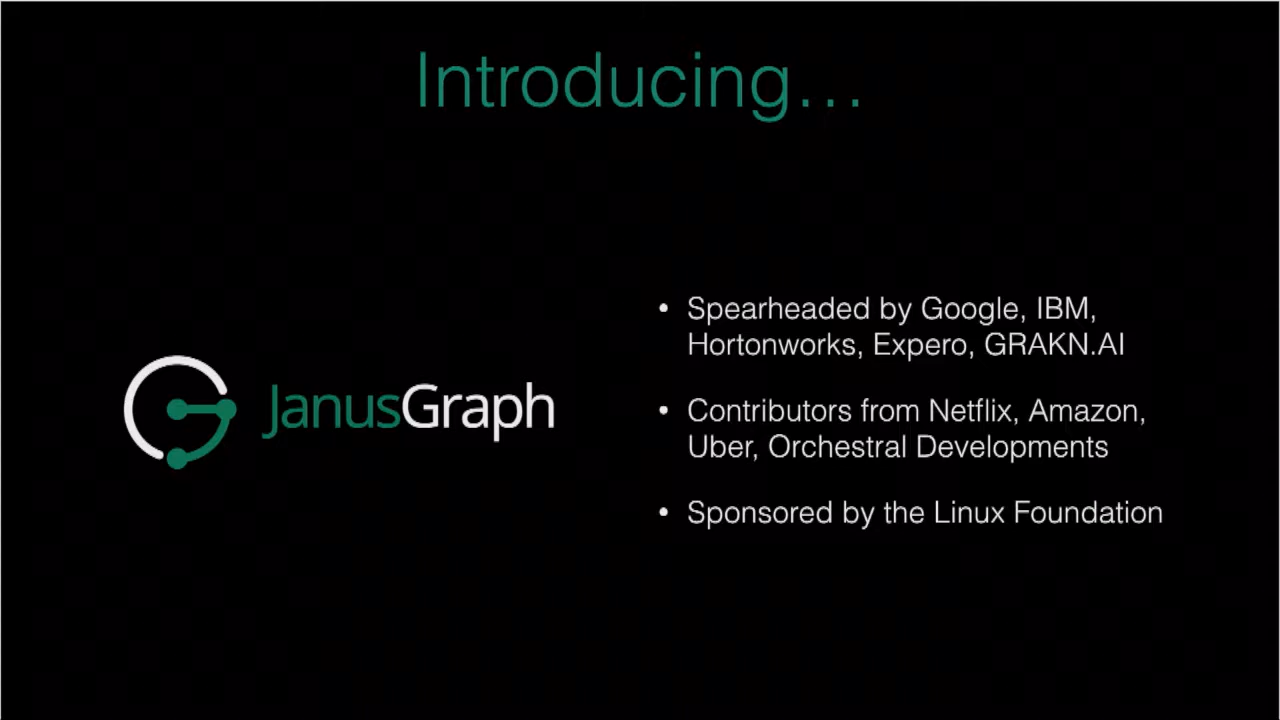 Introducing…
JanusGraph
• Spearheaded by Google, IBM,
Hortonworks, Expero, GRAKN.AI
• Contributors from Netflix, Amazon,
Uber, Orchestral Developments
• Sponsored by the Linux Foundation